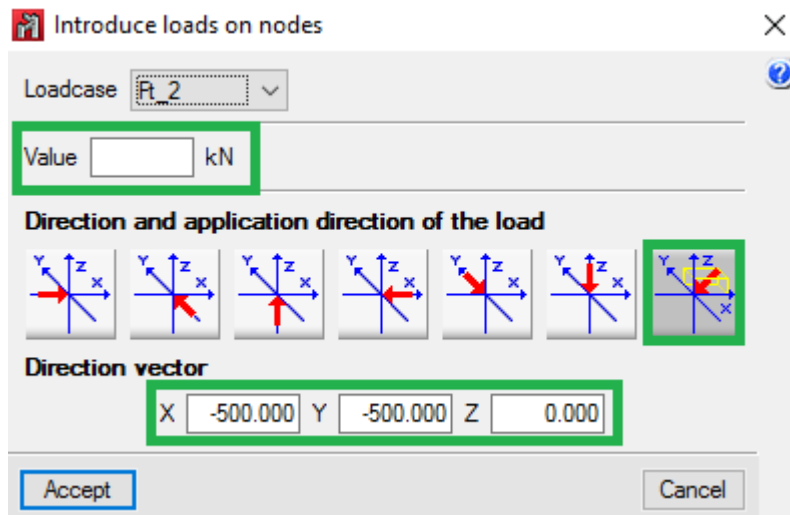 Introduce loads on nodes
Loadcase Ft_2
Value kN
Direction and application direction of the load
Y Z X Y Z X Y Z X Y Z X Y Z X Y Z X Y Z X
Direction vector
X -500.000 Y -500.000 Z 0.000
Accept Cancel